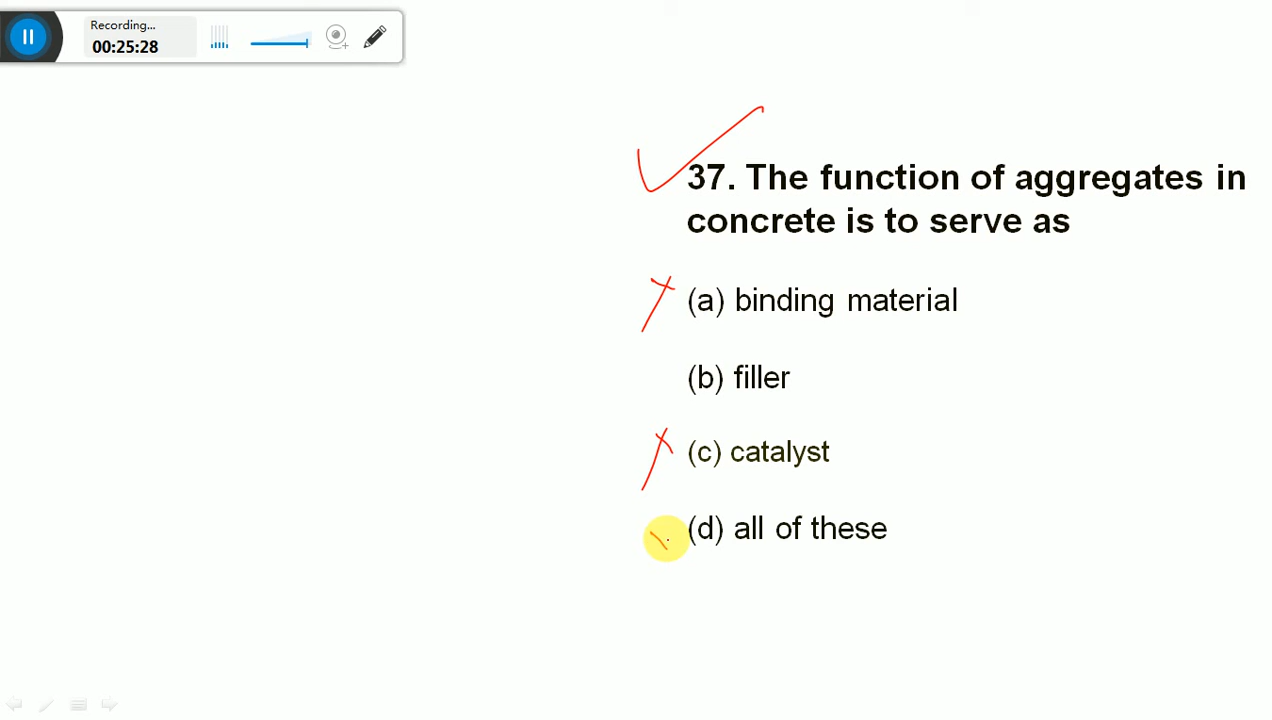 Recording...
00:25:28
37. The function of aggregates in
concrete is to serve as
(a) binding material
(b) filler
(c) catalyst
(d) all of these